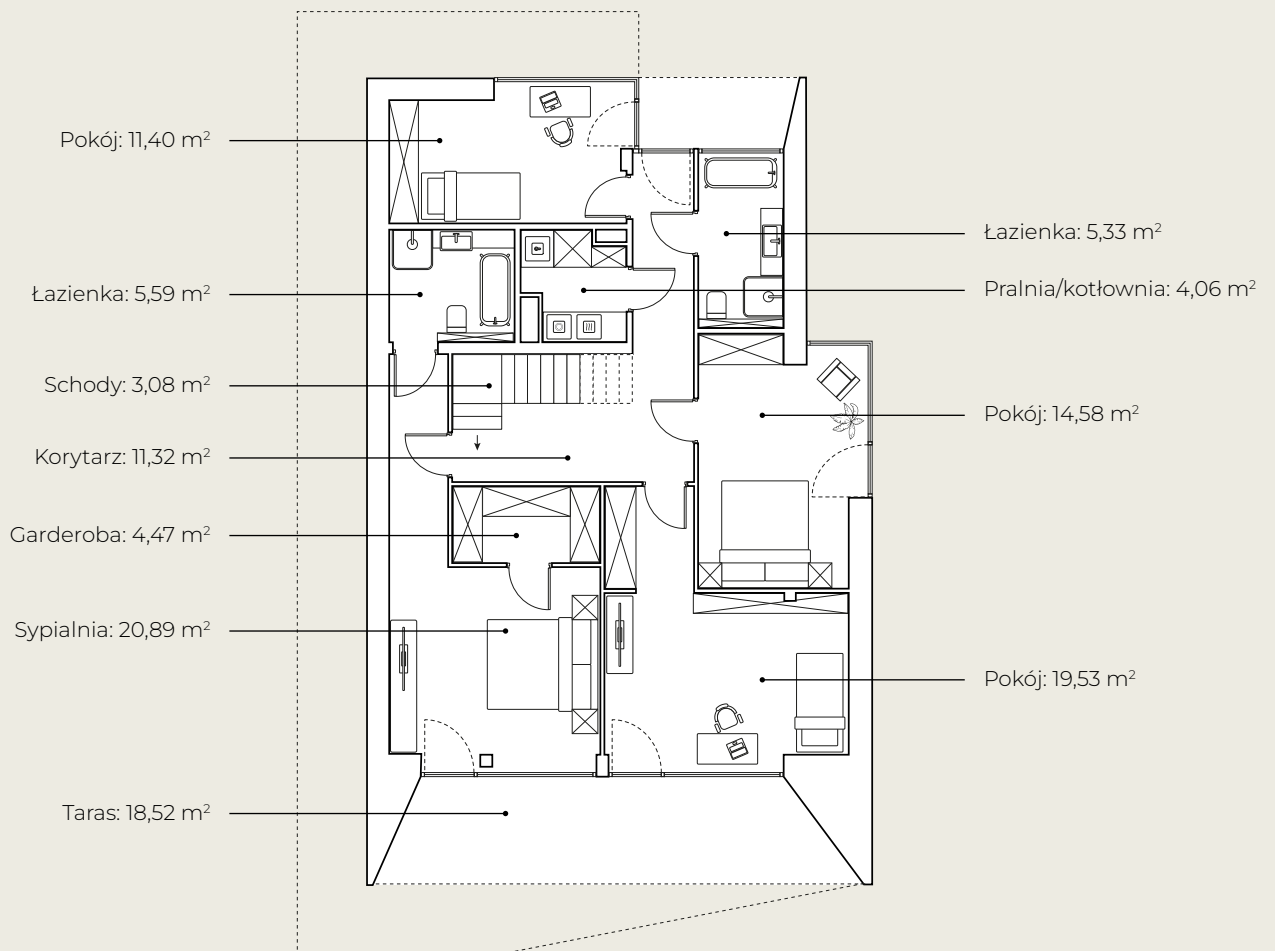 Pokój: 11,40 m²
Łazienka: 5,59 m²
Schody: 3,08 m²
Korytarz: 11,32 m²
Garderoba: 4,47 m²
Sypialnia: 20,89 m²
Taras: 18,52 m²
Łazienka: 5,33 m²
Pralnia/kotłownia: 4,06 m²
Pokój: 14,58 m²
Pokój: 19,53 m²